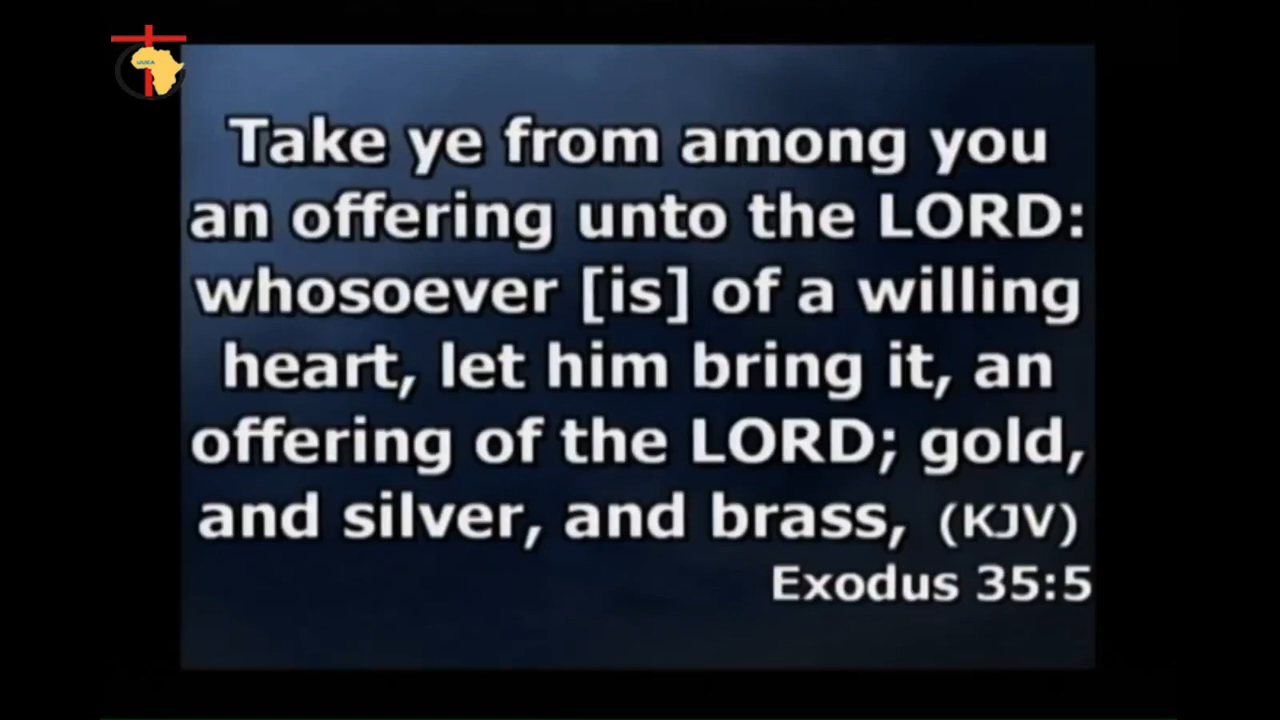 Take ye from among you
an offering unto the LORD:
whosoever [is] of a willing
heart, let him bring it, an
offering of the LORD; gold,
and silver, and brass, (KJV)
Exodus 35:5